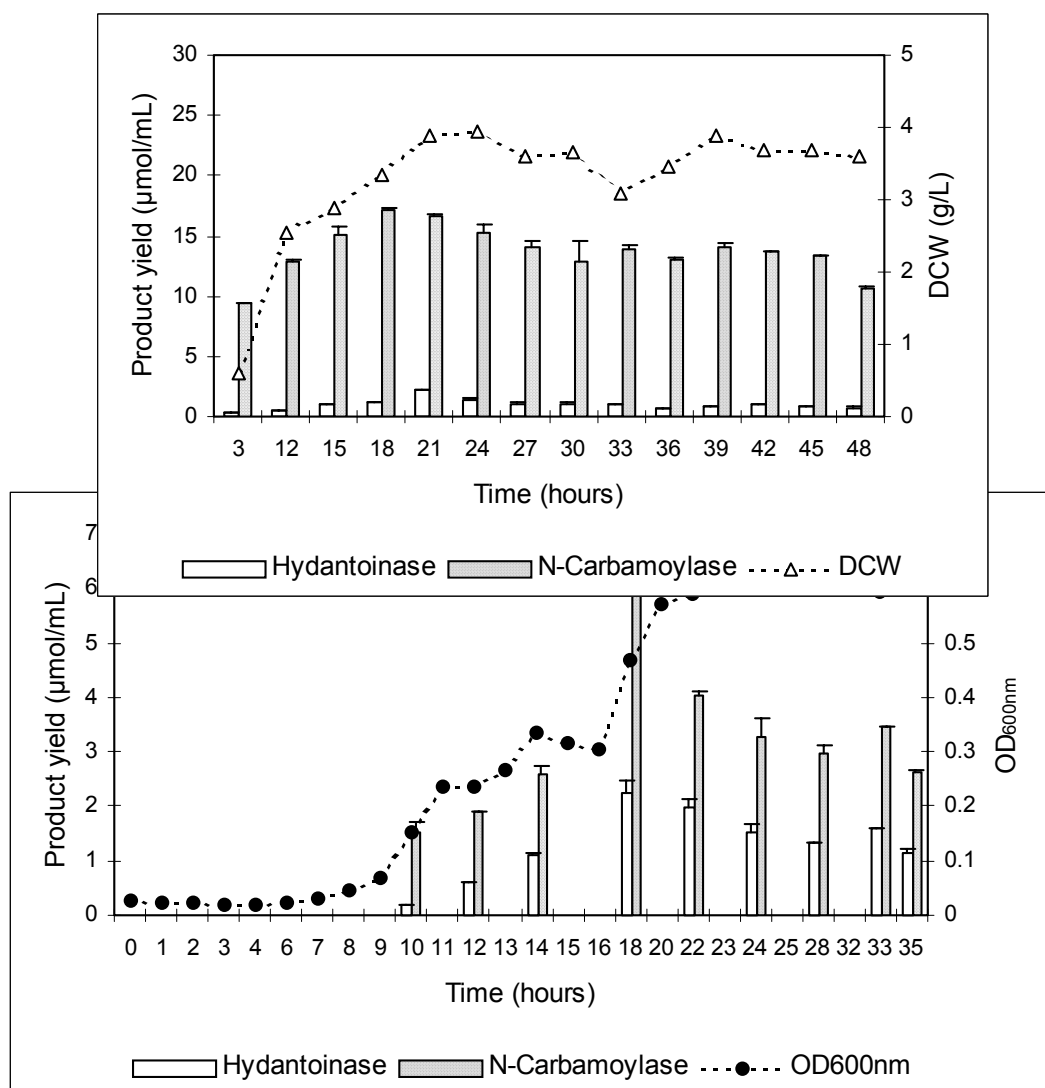 30
25
20
15
10
5
0
Product yield (µmol/mL)
5
4
3
2
1
0
DCW (g/L)
3 12 15 18 21 24 27 30 33 36 39 42 45 48
Time (hours)
Hydantoinase N-Carbamoylase DCW
7
6
5
4
3
2
1
0
Product yield (µmol/mL)
0.5
0.4
0.3
0.2
0.1
0
OD600nm
0 1 2 3 4 6 7 8 9 10 11 12 13 14 15 16 18 20 22 23 24 25 28 32 33 35
Time (hours)
Hydantoinase N-Carbamoylase OD600nm